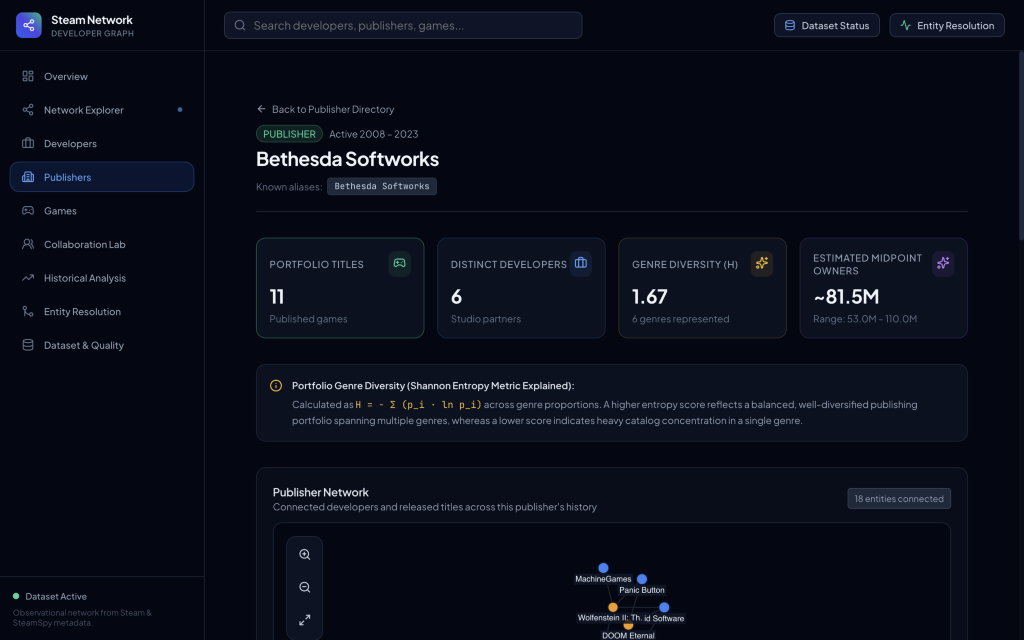 Steam Network
DEVELOPER GRAPH
Search developers, publishers, games...
Dataset Status
Entity Resolution
Overview
Network Explorer
Developers
Publishers
Games
Collaboration Lab
Historical Analysis
Entity Resolution
Dataset & Quality
Dataset Active
Observational network from Steam &
SteamSpy metadata.
Back to Publisher Directory
PUBLISHER Active 2008 – 2023
Bethesda Softworks
Known aliases: Bethesda Softworks
PORTFOLIO TITLES
11
Published games
DISTINCT DEVELOPERS
6
Studio partners
GENRE DIVERSITY (H)
1.67
6 genres represented
ESTIMATED MIDPOINT
OWNERS
~81.5M
Range: 53.0M – 110.0M
Portfolio Genre Diversity (Shannon Entropy Metric Explained):
Calculated as H = - Σ (p_i · ln p_i) across genre proportions. A higher entropy score reflects a balanced, well-diversified publishing
portfolio spanning multiple genres, whereas a lower score indicates heavy catalog concentration in a single genre.
Publisher Network
Connected developers and released titles across this publisher's history
18 entities connected
MachineGames
Panic Button
Wolfenstein II: Th.
id Software
DOOM Eternal